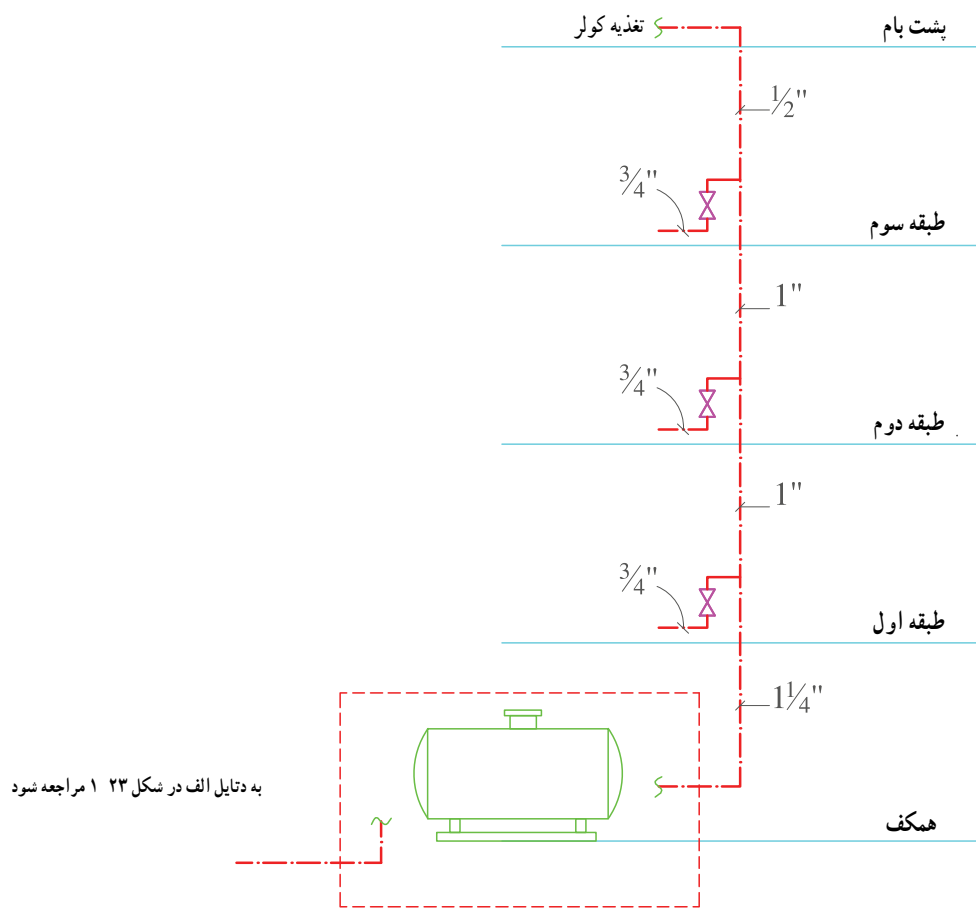 تغذیه کولر
پشت بام
1/2"
3/4"
طبقه سوم
1"
3/4"
طبقه دوم
1"
3/4"
طبقه اول
1 1/4"
به دتایل الف در شکل ۲۳ ۱ مراجعه شود
همکف